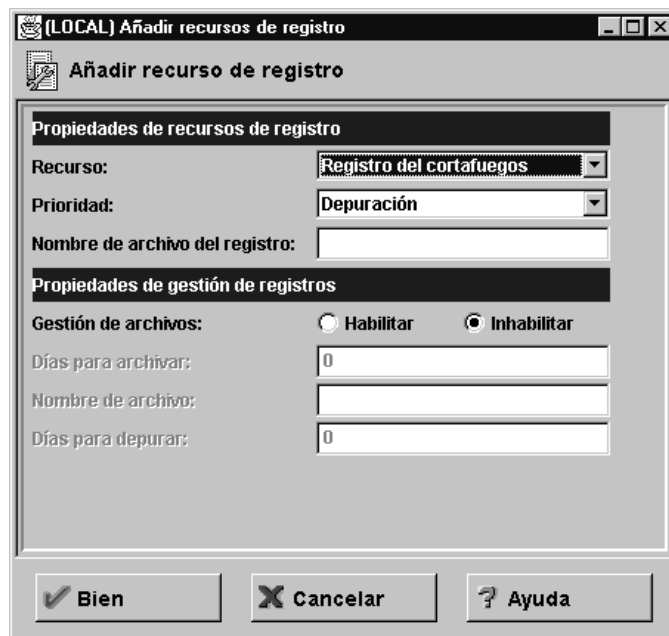 (LOCAL) Añadir recursos de registro
Añadir recurso de registro
Propiedades de recursos de registro
Recurso: Registro del cortafuegos
Prioridad: Depuración
Nombre de archivo del registro:
Propiedades de gestión de registros
Gestión de archivos: Habilitar Inhabilitar
Días para archivar: 0
Nombre de archivo:
Días para depurar: 0
Bien Cancelar ? Ayuda